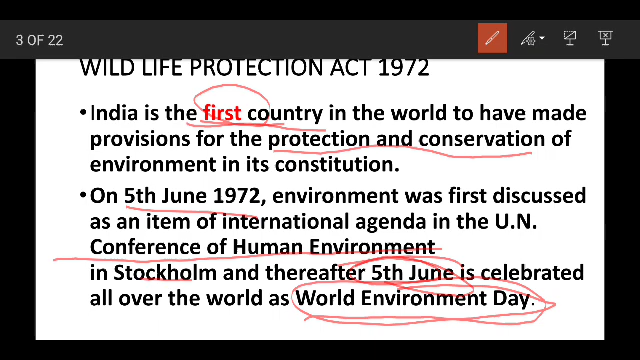 3 OF 22
WILD LIFE PROTECTION ACT 1972
• India is the first country in the world to have made
provisions for the protection and conservation of
environment in its constitution.
• On 5th June 1972, environment was first discussed
as an item of international agenda in the U.N.
Conference of Human Environment
in Stockholm and thereafter 5th June is celebrated
all over the world as World Environment Day.